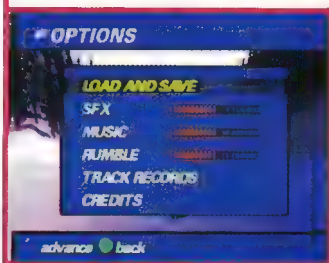 OPTIONS
LOAD AND SAVE
SFX
MUSIC
RUMBLE
TRACK RECORDS
CREDITS
advance back